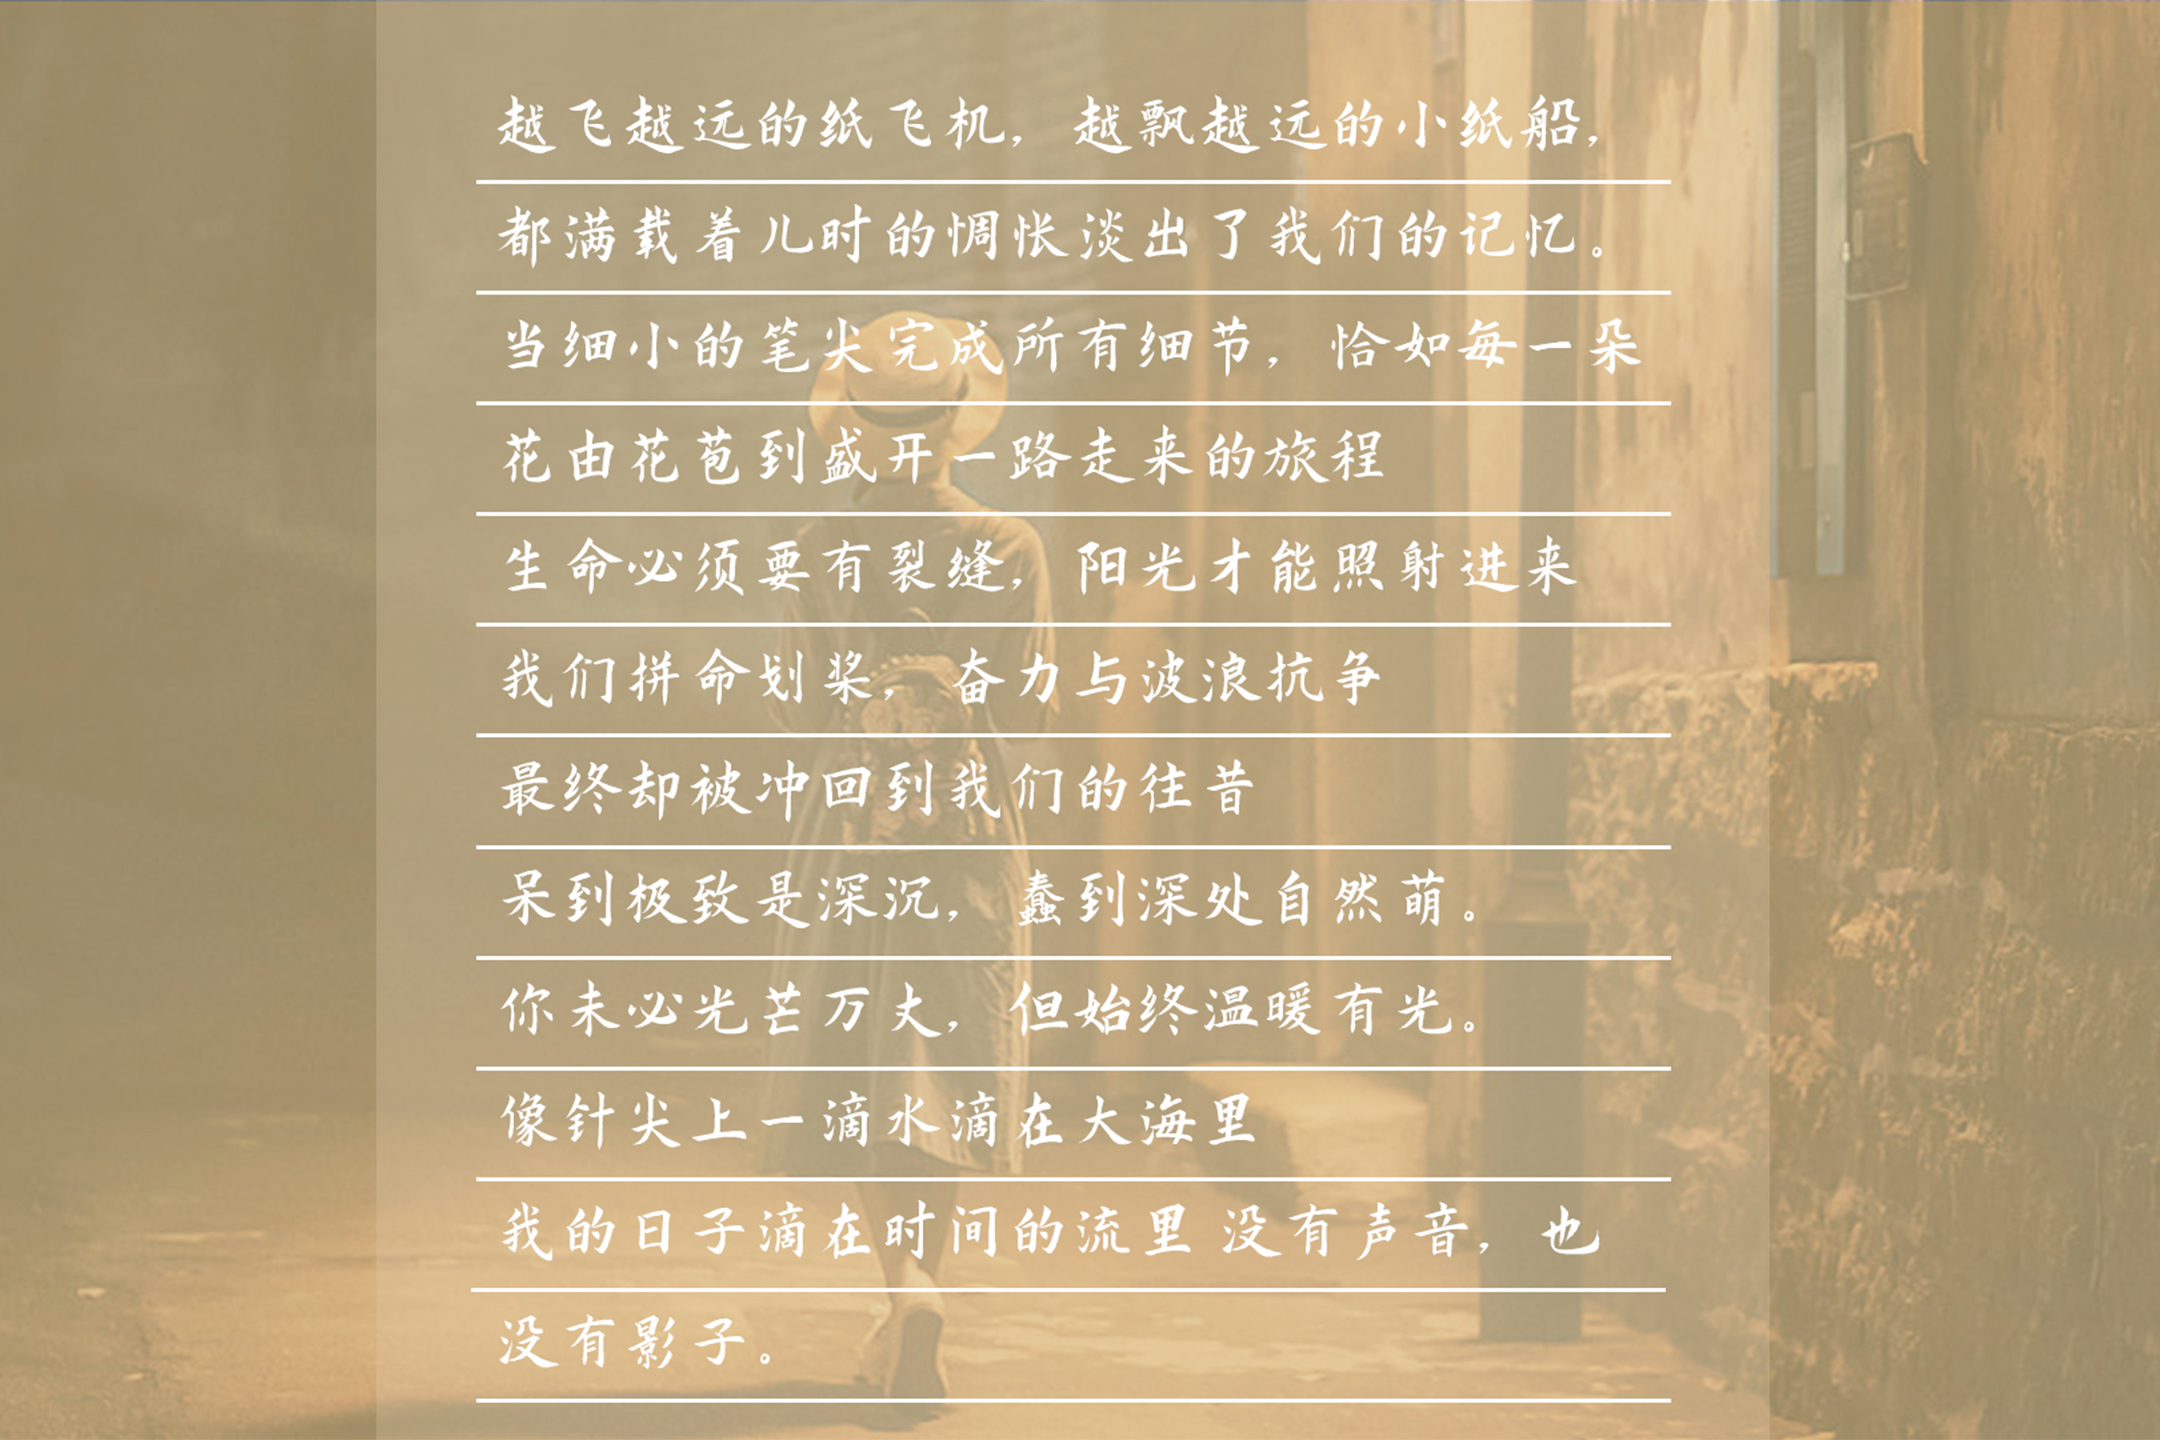 越飞越远的纸飞机，越飘越远的小纸船，
都满载着儿时的惆怅淡出了我们的记忆。
当细小的笔尖完成所有细节，恰如每一朵
花由花苞到盛开一路走来的旅程
生命必须要有裂缝，阳光才能照射进来
我们拼命划桨，奋力与波浪抗争
最终却被冲回到我们的往昔
呆到极致是深沉，蠢到深处自然萌。
你未必光芒万丈，但始终温暖有光。
像针尖上一滴水滴在大海里
我的日子滴在时间的流里 没有声音，也
没有影子。